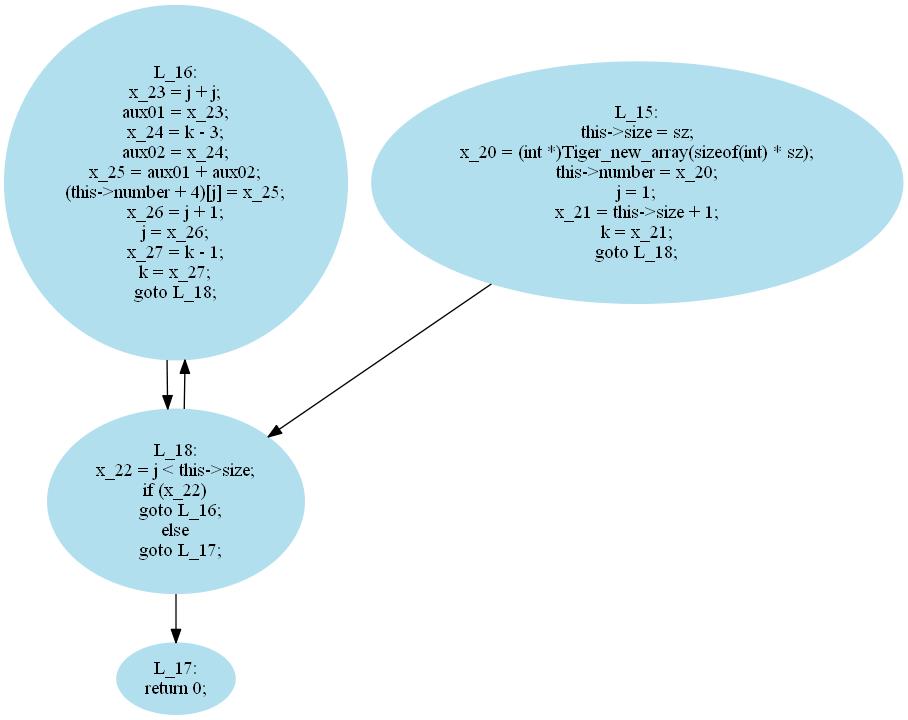 L_16:
x_23 = j + j;
aux01 = x_23;
x_24 = k - 3;
aux02 = x_24;
x_25 = aux01 + aux02;
(this->number + 4)[j] = x_25;
x_26 = j + 1;
j = x_26;
x_27 = k - 1;
k = x_27;
goto L_18;
L_15:
this->size = sz;
x_20 = (int *)Tiger_new_array(sizeof(int) * sz);
this->number = x_20;
j = 1;
x_21 = this->size + 1;
k = x_21;
goto L_18;
L_18:
x_22 = j < this->size;
if (x_22)
goto L_16;
else
goto L_17;
L_17:
return 0;